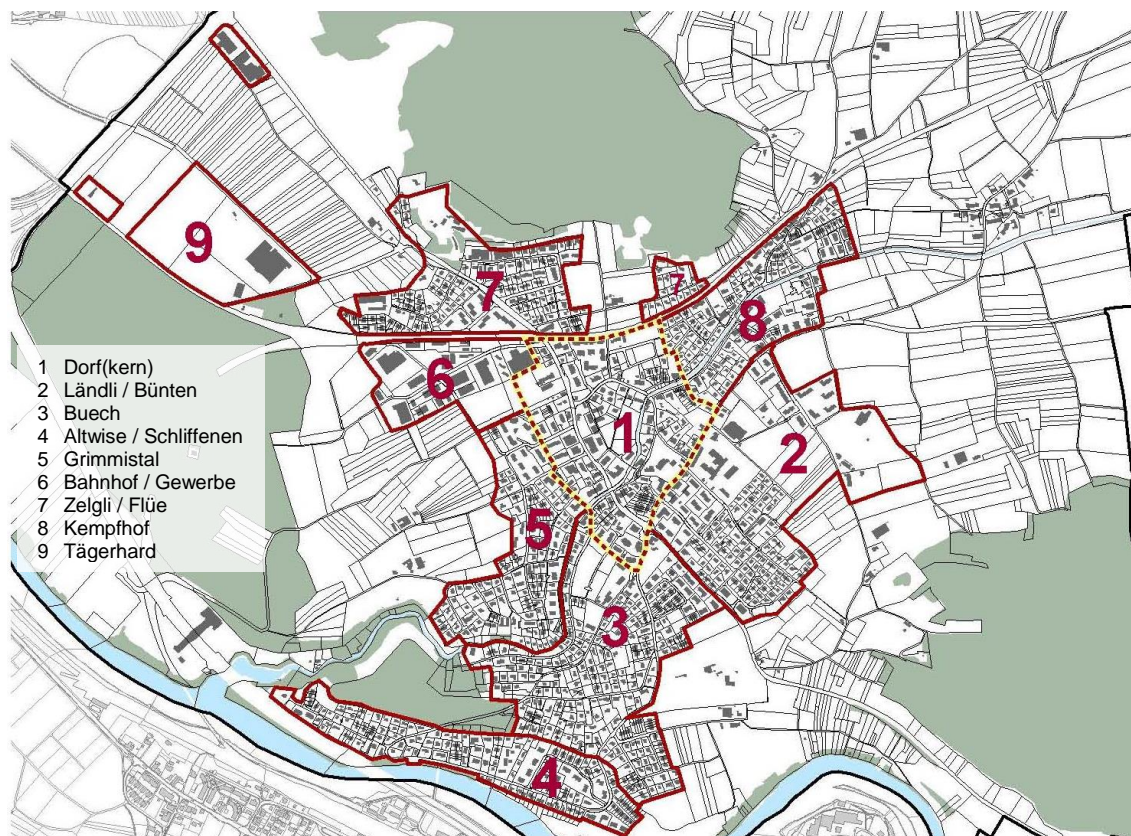 9
7
7
8
6
1
2
5
3
4
1 Dorf(kern)
2 Ländli / Bünten
3 Buech
4 Altwise / Schliffenen
5 Grimmistal
6 Bahnhof / Gewerbe
7 Zelgli / Flüe
8 Kempfhof
9 Tägerhard